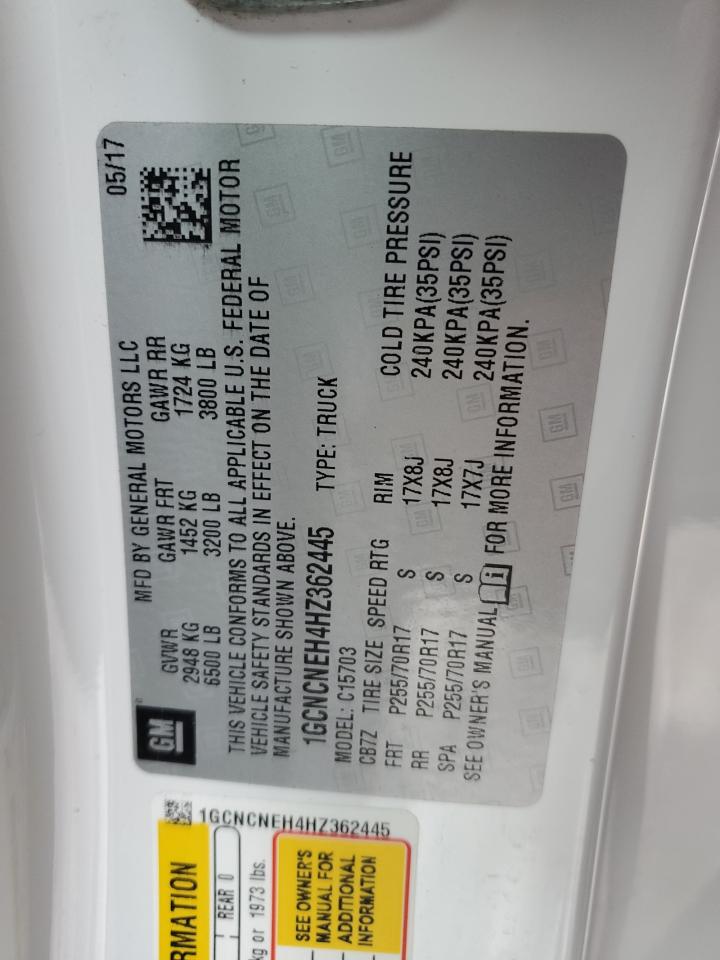 MFD BY GENERAL MOTORS LLC 05/17
GM
GVWR GAWR FRT GAWR RR
2948 KG 1452 KG 1724 KG
6500 LB 3200 LB 3800 LB
THIS VEHICLE CONFORMS TO ALL APPLICABLE U.S. FEDERAL MOTOR
VEHICLE SAFETY STANDARDS IN EFFECT ON THE DATE OF
MANUFACTURE SHOWN ABOVE.
1GCNCNEH4HZ362445 TYPE: TRUCK
MODEL: C15703
CB7Z TIRE SIZE SPEED RTG RIM COLD TIRE PRESSURE
FRT P255/70R17 S 17X8J 240KPA(35PSI)
RR P255/70R17 S 17X8J 240KPA(35PSI)
SPA P255/70R17 S 17X7J 240KPA(35PSI)
SEE OWNER'S MANUAL FOR MORE INFORMATION.
1GCNCNEH4HZ362445
RMATION
REAR 0
kg or 1973 lbs.
SEE OWNER'S
MANUAL FOR
ADDITIONAL
INFORMATION